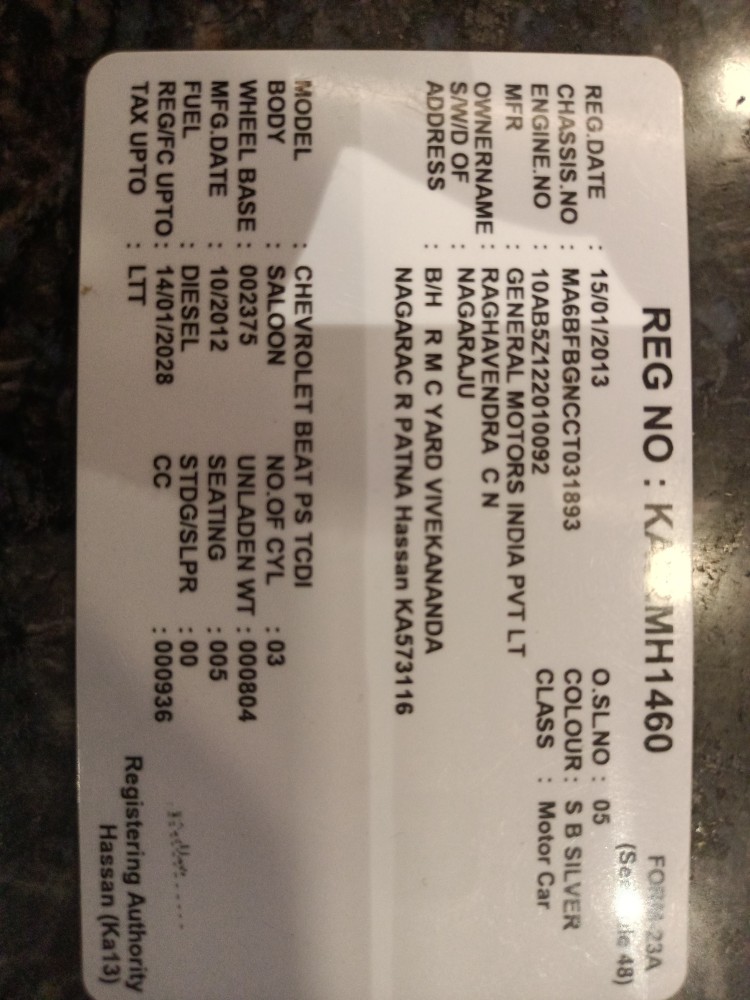 FORM 23A
REG NO : MH1460
O.SL.NO : 05
REG.DATE : 15/01/2013 COLOUR : S B SILVER
CHASSIS.NO : MA6BFBGNCCT031893 CLASS : Motor Car
ENGINE.NO : 10AB5Z122010092
MFR : GENERAL MOTORS INDIA PVT LT
OWNERNAME : RAGHAVENDRA C N
S/W/D OF : NAGARAJU
ADDRESS : B/H R M C YARD VIVEKANANDA
NAGARAC R PATNA Hassan KA573116
MODEL : CHEVROLET BEAT PS TCDI
BODY : SALOON NO.OF CYL : 03
WHEEL BASE : 002375 UNLADEN WT : 000804
MFG.DATE : 10/2012 SEATING : 005
FUEL : DIESEL STDG/SLPR : 00
REG/FC UPTO : 14/01/2028 CC : 000936
TAX UPTO : LTT
Registering Authority
Hassan (Ka13)